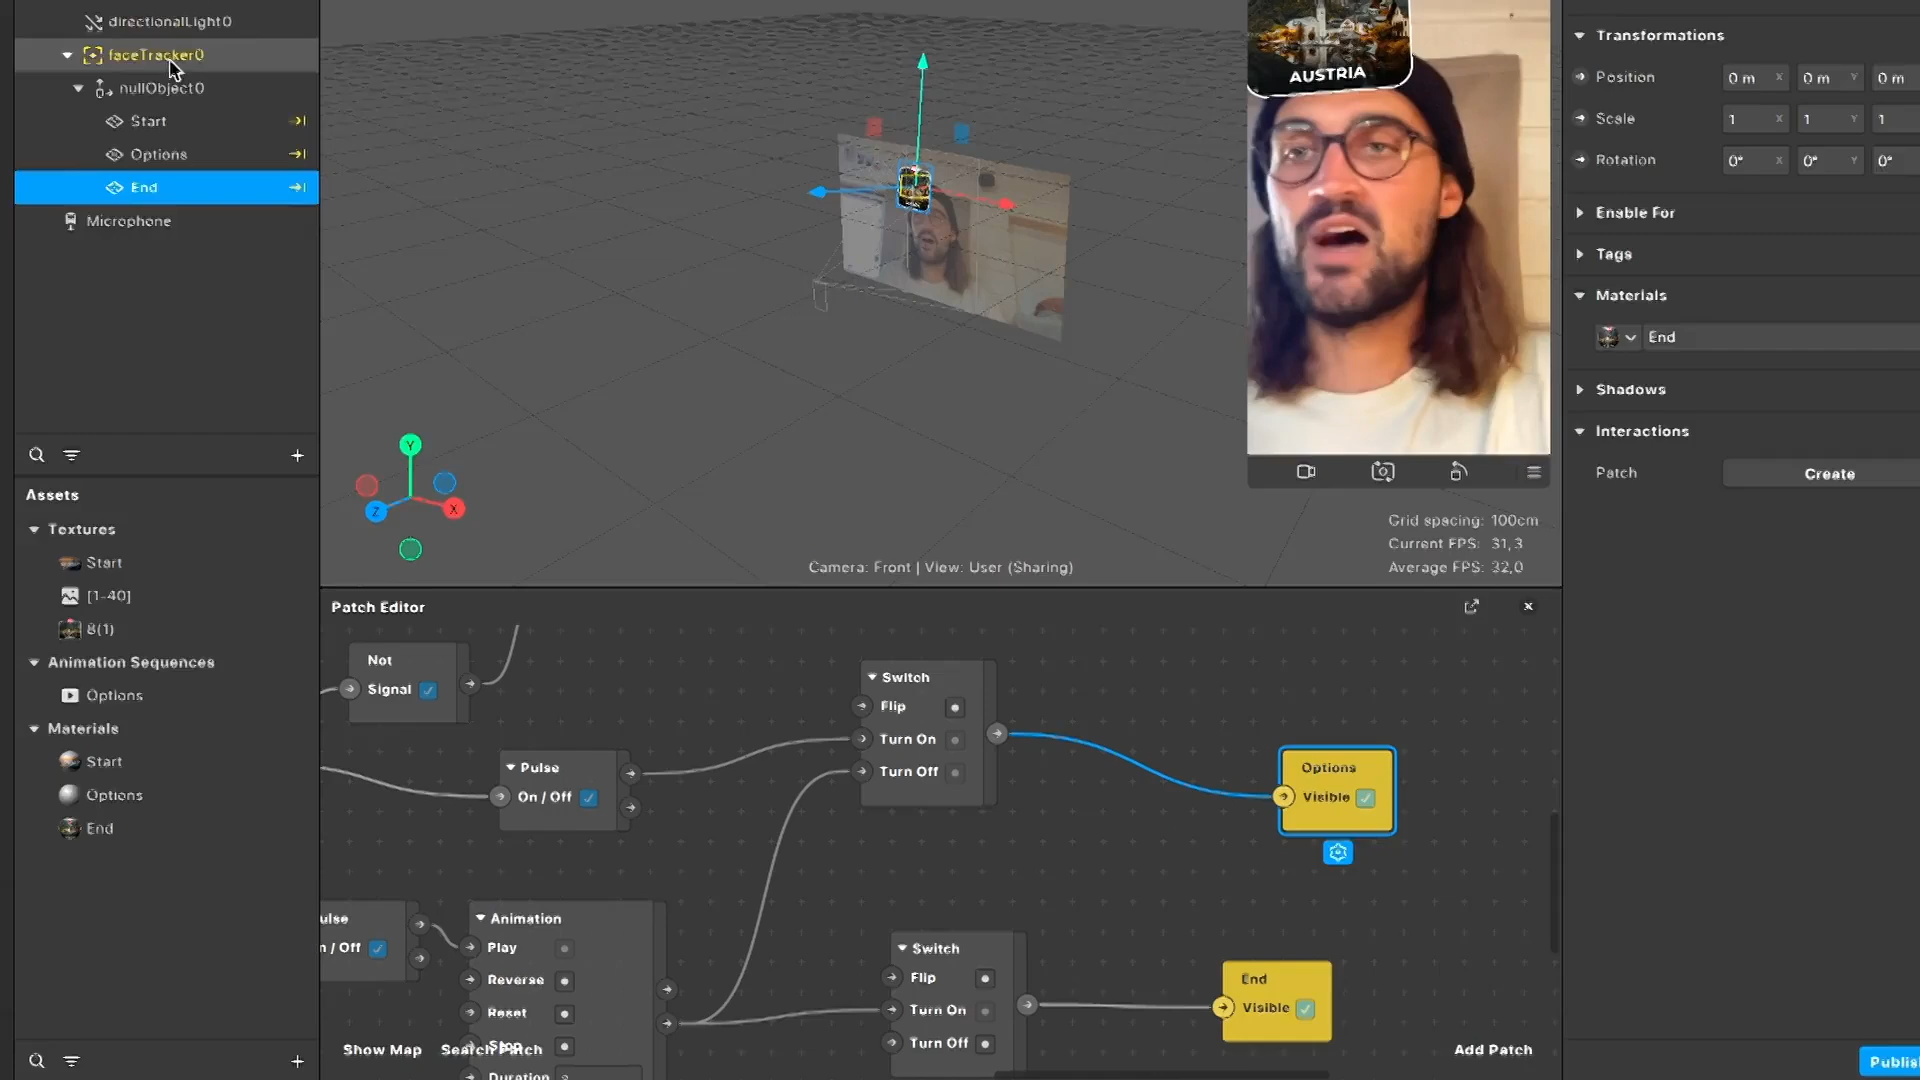 directionalLight0
faceTracker0
nullObject0
Start
Options
End
Microphone
Assets
Textures
Start
[1-40]
8(1)
Animation Sequences
Options
Materials
Start
Options
End
AUSTRIA
Y
Z
X
Camera: Front | View: User (Sharing)
Grid spacing: 100cm
Current FPS: 31,3
Average FPS: 32,0
Transformations
Position 0 m X 0 m Y 0 m
Scale 1 X 1 Y 1
Rotation 0° X 0° Y 0°
Enable For
Tags
Materials
End
Shadows
Interactions
Patch Create
Patch Editor
Not
Signal
Pulse
On / Off
Switch
Flip
Turn On
Turn Off
Options
Visible
ulse
n / Off
Animation
Play
Reverse
Reset
Stop
Duration
Switch
Flip
Turn On
Turn Off
End
Visible
Show Map Search Patch Add Patch
Publis